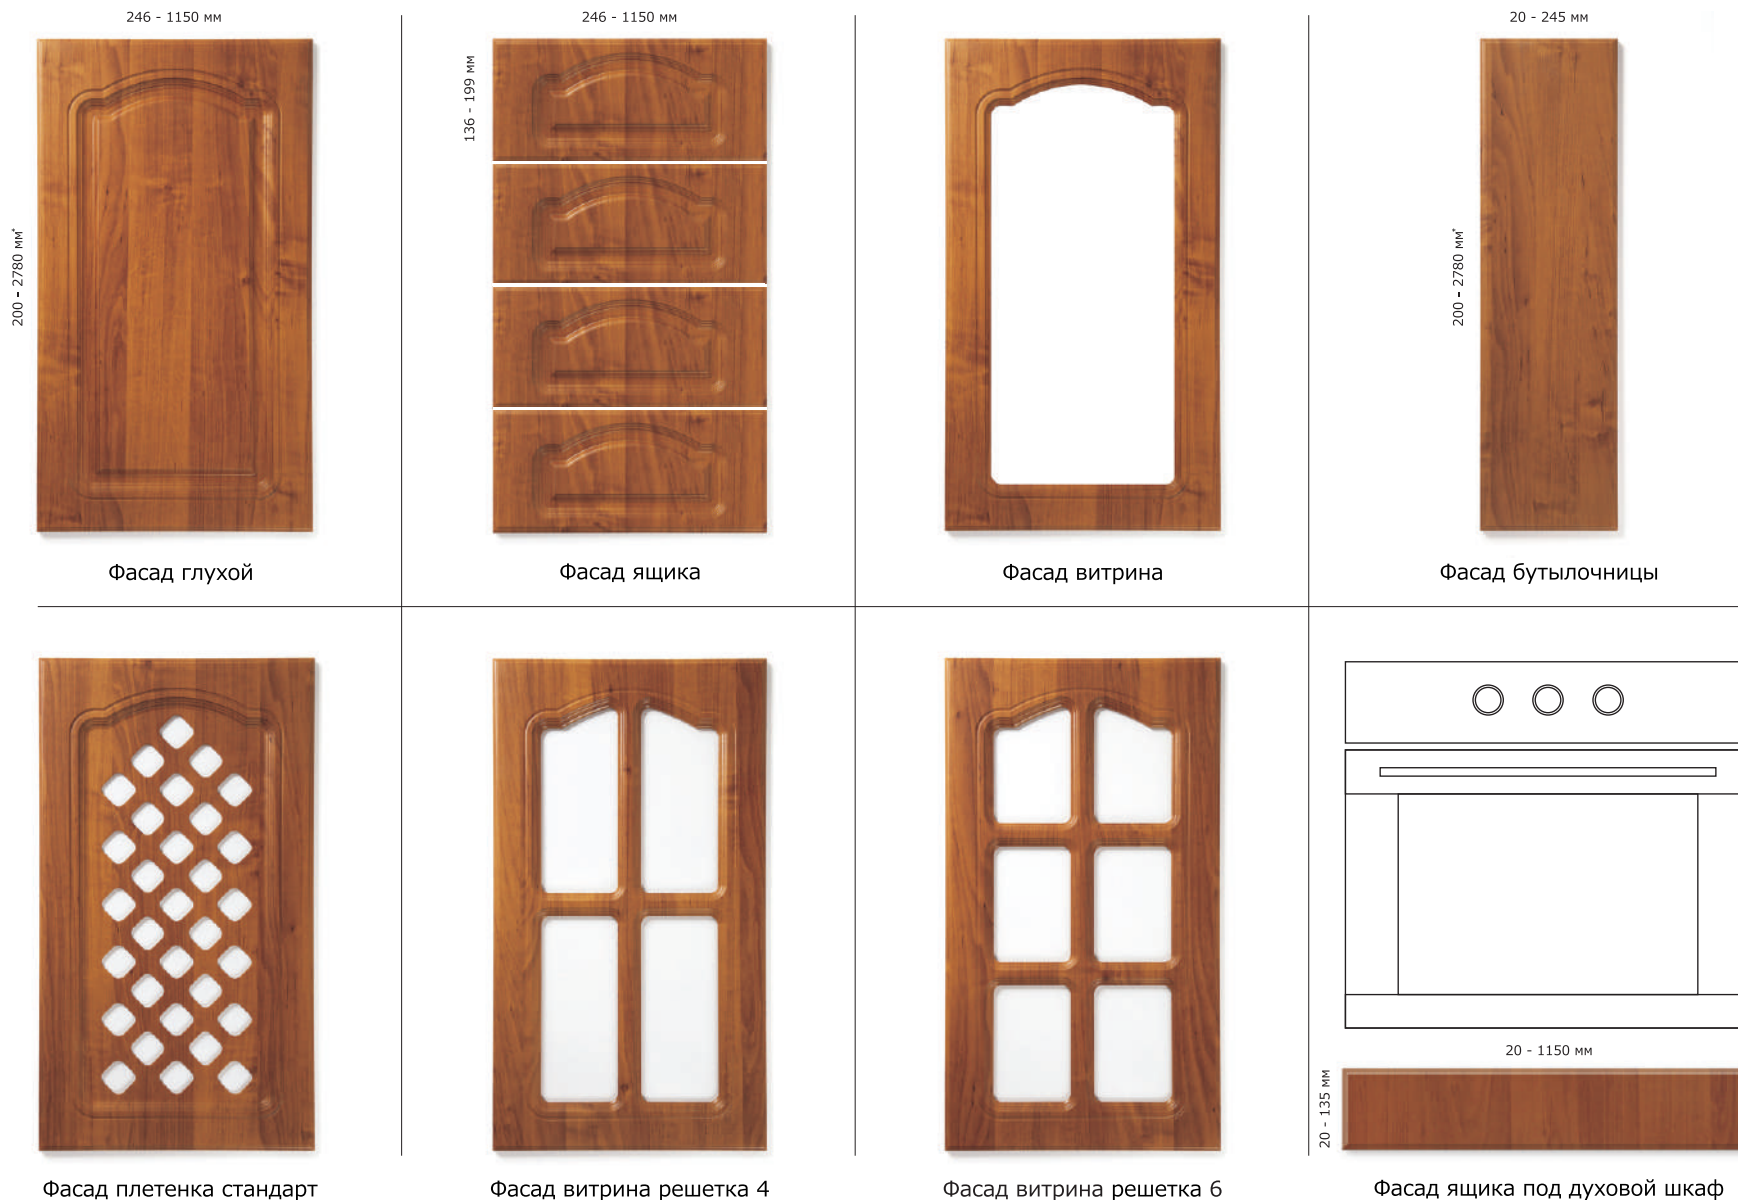 246 - 1150 мм
246 - 1150 мм
20 - 245 мм
200 - 2780 мм*
136 - 199 мм
200 - 2780 мм*
Фасад глухой
Фасад ящика
Фасад витрина
Фасад бутылочницы
20 - 1150 мм
20 - 135 мм
Фасад плетенка стандарт
Фасад витрина решетка 4
Фасад витрина решетка 6
Фасад ящика под духовой шкаф